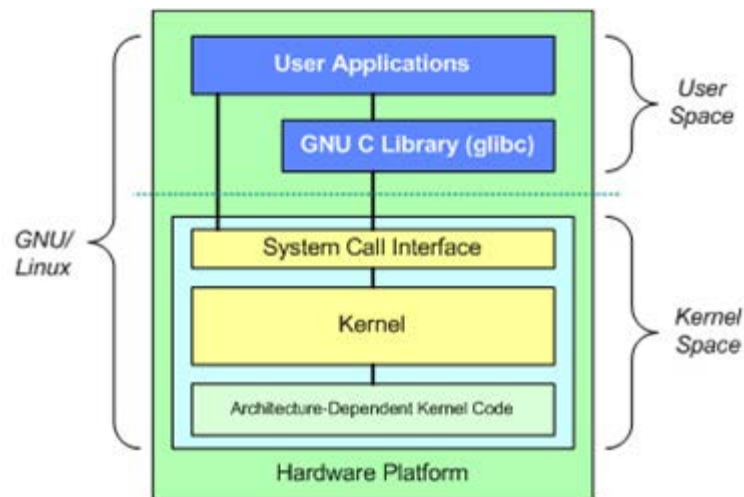 User Applications
User
Space
GNU C Library (glibc)
GNU/
Linux
System Call Interface
Kernel
Kernel
Space
Architecture-Dependent Kernel Code
Hardware Platform